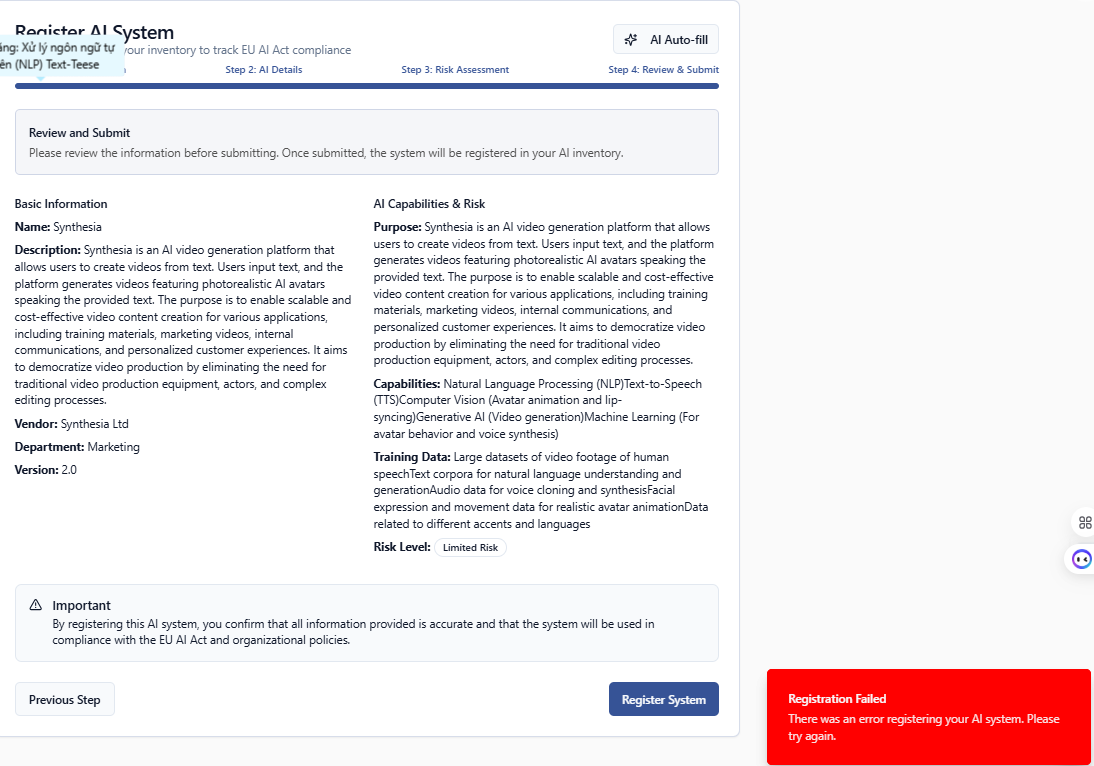 Register AI System
ăng: Xử lý ngôn ngữ tự
ên (NLP) Text-Teese
your inventory to track EU AI Act compliance
AI Auto-fill
Step 2: AI Details
Step 3: Risk Assessment
Step 4: Review & Submit
Review and Submit
Please review the information before submitting. Once submitted, the system will be registered in your AI inventory.
Basic Information
Name: Synthesia
Description: Synthesia is an AI video generation platform that
allows users to create videos from text. Users input text, and the
platform generates videos featuring photorealistic AI avatars
speaking the provided text. The purpose is to enable scalable and
cost-effective video content creation for various applications,
including training materials, marketing videos, internal
communications, and personalized customer experiences. It aims
to democratize video production by eliminating the need for
traditional video production equipment, actors, and complex
editing processes.
Vendor: Synthesia Ltd
Department: Marketing
Version: 2.0
AI Capabilities & Risk
Purpose: Synthesia is an AI video generation platform that allows
users to create videos from text. Users input text, and the platform
generates videos featuring photorealistic AI avatars speaking the
provided text. The purpose is to enable scalable and cost-effective
video content creation for various applications, including training
materials, marketing videos, internal communications, and
personalized customer experiences. It aims to democratize video
production by eliminating the need for traditional video
production equipment, actors, and complex editing processes.
Capabilities: Natural Language Processing (NLP)Text-to-Speech
(TTS)Computer Vision (Avatar animation and lip-
syncing)Generative AI (Video generation)Machine Learning (For
avatar behavior and voice synthesis)
Training Data: Large datasets of video footage of human
speechText corpora for natural language understanding and
generationAudio data for voice cloning and synthesisFacial
expression and movement data for realistic avatar animationData
related to different accents and languages
Risk Level: Limited Risk
Important
By registering this AI system, you confirm that all information provided is accurate and that the system will be used in
compliance with the EU AI Act and organizational policies.
Previous Step
Register System
Registration Failed
There was an error registering your AI system. Please
try again.